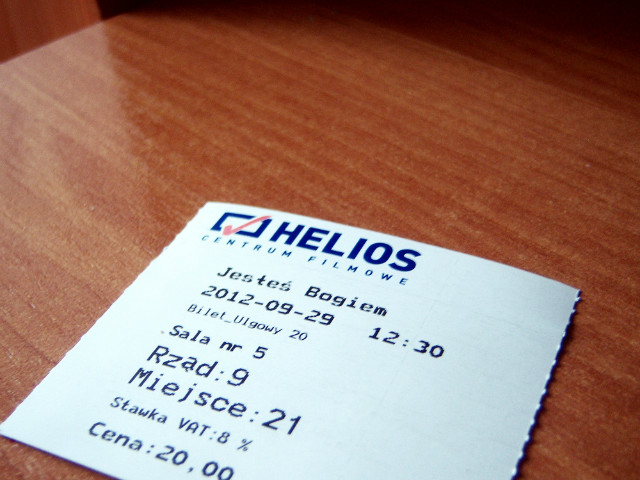 HELIOS
CENTRUM FILMOWE
Jesteś Bogiem
2012-09-29 12:30
Bilet_Ulgowy 20
Sala nr 5
Rząd:9
Miejsce:21
Stawka VAT:8 %
Cena:20,00